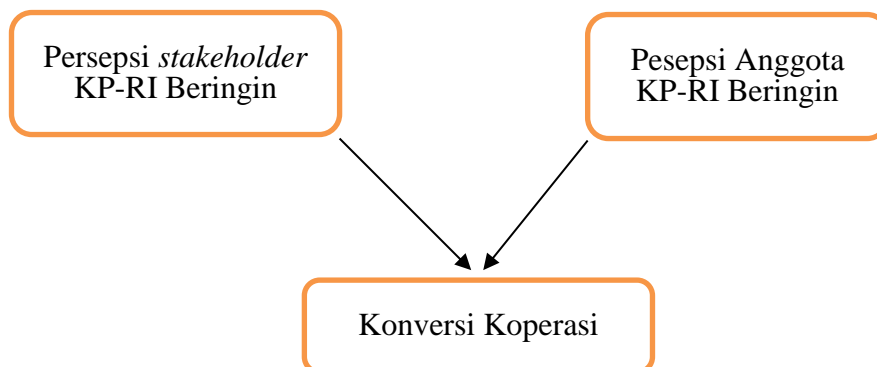 Persepsi stakeholder
KP-RI Beringin
Pesepsi Anggota
KP-RI Beringin
Konversi Koperasi